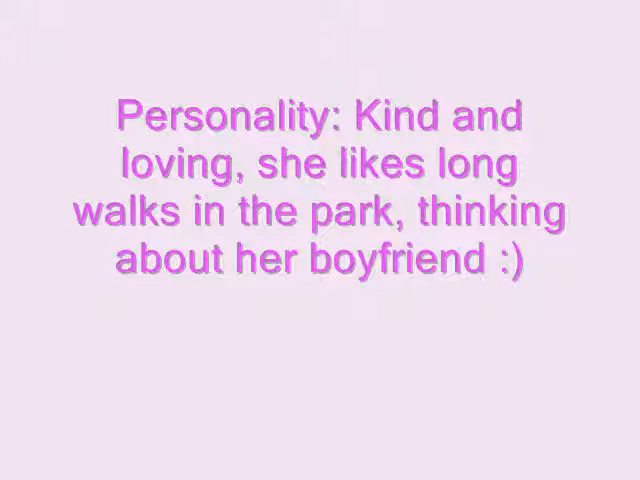 Personality: Kind and
loving, she likes long
walks in the park, thinking
about her boyfriend :)